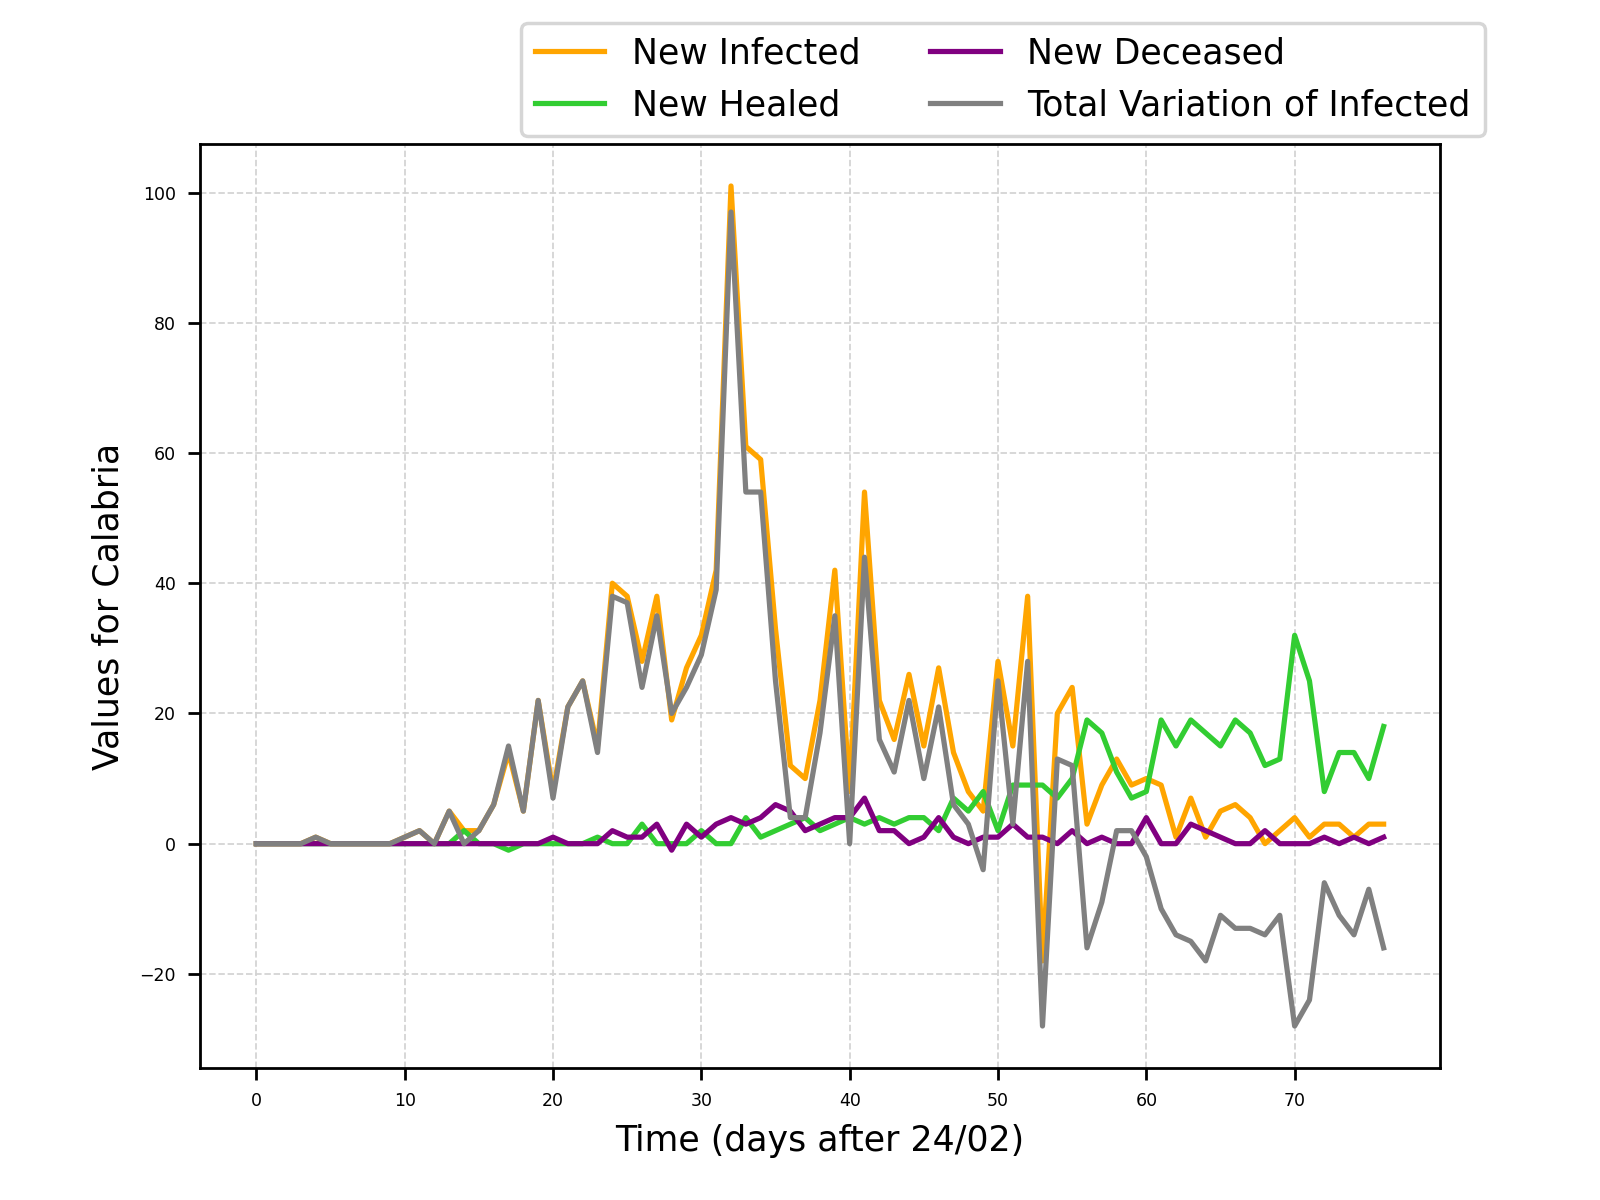 New Infected
New Healed
New Deceased
Total Variation of Infected
Values for Calabria
100
80
60
40
20
0
−20
0 10 20 30 40 50 60 70
Time (days after 24/02)